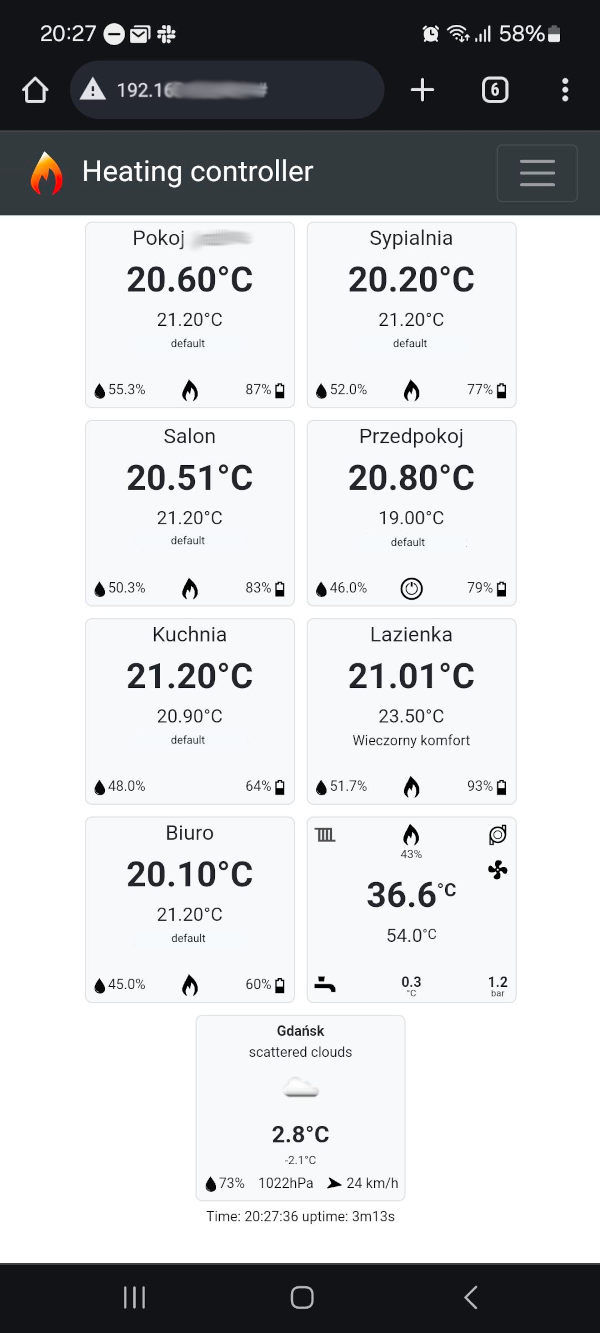 20:27 58%
192.16 6
Heating controller
Pokoj
20.60°C
21.20°C
default
55.3% 87%
Sypialnia
20.20°C
21.20°C
default
52.0% 77%
Salon
20.51°C
21.20°C
default
50.3% 83%
Przedpokoj
20.80°C
19.00°C
default
46.0% 79%
Kuchnia
21.20°C
20.90°C
default
48.0% 64%
Lazienka
21.01°C
23.50°C
Wieczorny komfort
51.7% 93%
Biuro
20.10°C
21.20°C
default
45.0% 60%
43%
36.6°C
54.0°C
0.3 1.2
°C bar
Gdańsk
scattered clouds
2.8°C
-2.1°C
73% 1022hPa 24 km/h
Time: 20:27:36 uptime: 3m13s